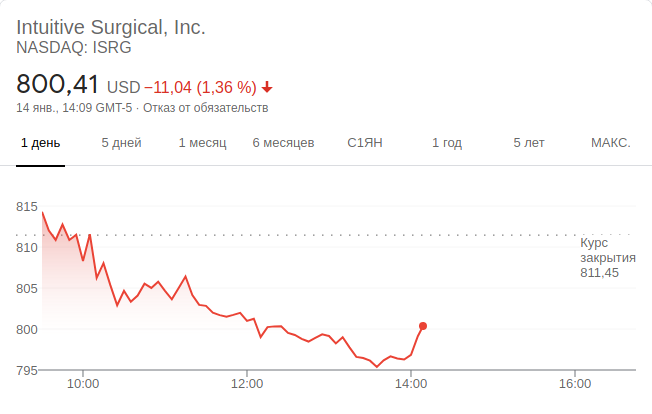 Intuitive Surgical, Inc.
NASDAQ: ISRG
800,41 USD −11,04 (1,36 %)
14 янв., 14:09 GMT-5 · Отказ от обязательств
1 день 5 дней 1 месяц 6 месяцев С1ЯН 1 год 5 лет МАКС.
815
810
Курс
закрытия
811,45
805
800
795
10:00 12:00 14:00 16:00